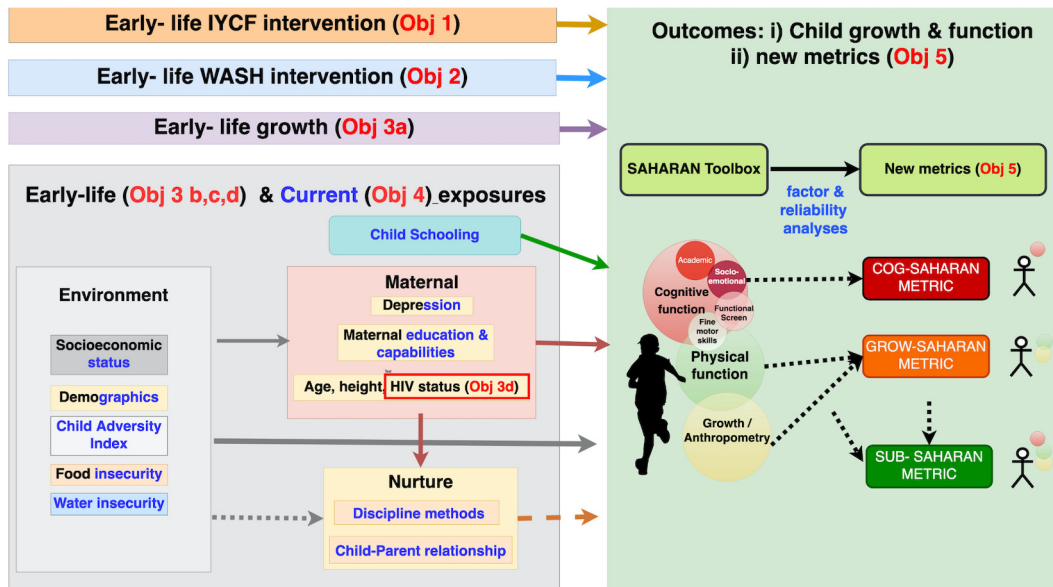 Early- life IYCF intervention (Obj 1)
Early- life WASH intervention (Obj 2)
Early- life growth (Obj 3a)
Early-life (Obj 3 b,c,d) & Current (Obj 4)_exposures
Child Schooling
Environment
Socioeconomic
status
Demographics
Child Adversity
Index
Food insecurity
Water insecurity
Maternal
Depression
Maternal education &
capabilities
Age, height, HIV status (Obj 3d)
Nurture
Discipline methods
Child-Parent relationship
Outcomes: i) Child growth & function
ii) new metrics (Obj 5)
SAHARAN Toolbox
New metrics (Obj 5)
factor &
reliability
analyses
Academic
Socio-
emotional
Cognitive
function
Functional
Screen
Fine
motor
skills
Physical
function
Growth /
Anthropometry
COG-SAHARAN
METRIC
GROW-SAHARAN
METRIC
SUB- SAHARAN
METRIC